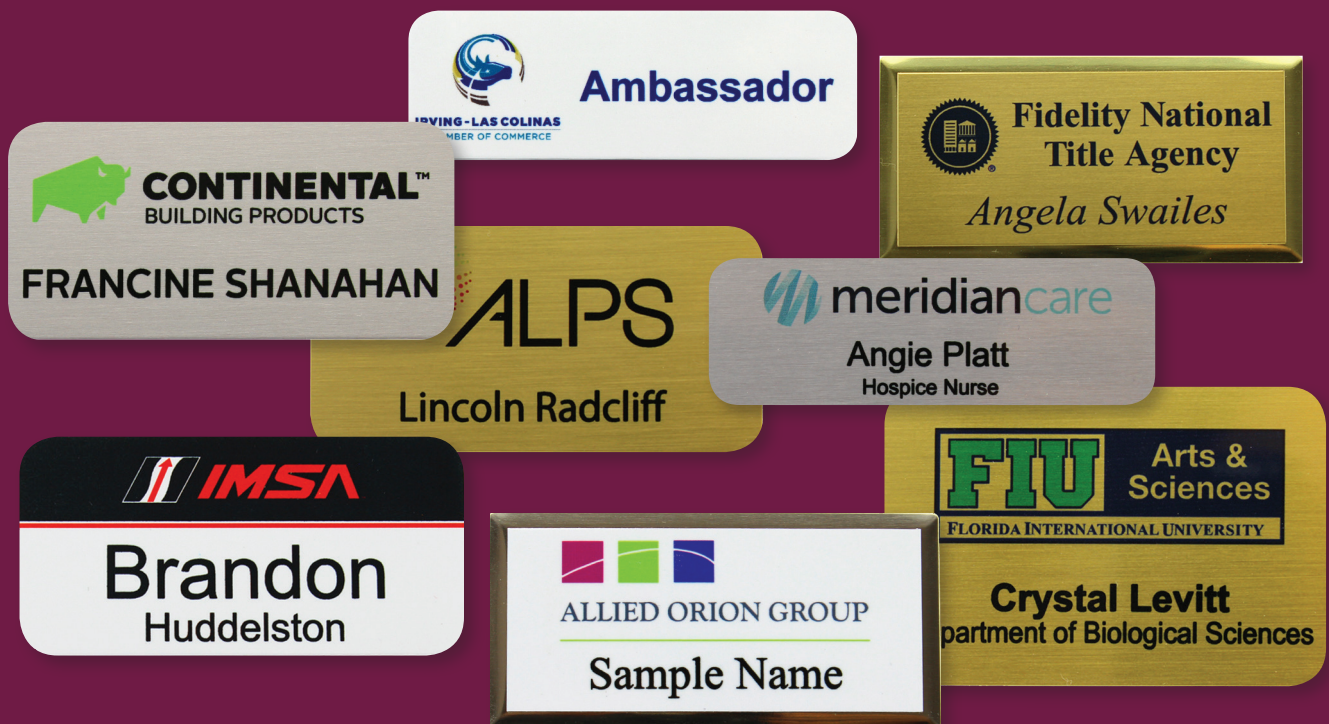 IRVING-LAS COLINAS
MBER OF COMMERCE
Ambassador
Fidelity National
Title Agency
Angela Swailes
CONTINENTAL™
BUILDING PRODUCTS
FRANCINE SHANAHAN
ALPS
Lincoln Radcliff
meridiancare
Angie Platt
Hospice Nurse
IMSA
Brandon
Huddelston
ALLIED ORION GROUP
Sample Name
FIU
Arts &
Sciences
FLORIDA INTERNATIONAL UNIVERSITY
Crystal Levitt
partment of Biological Sciences